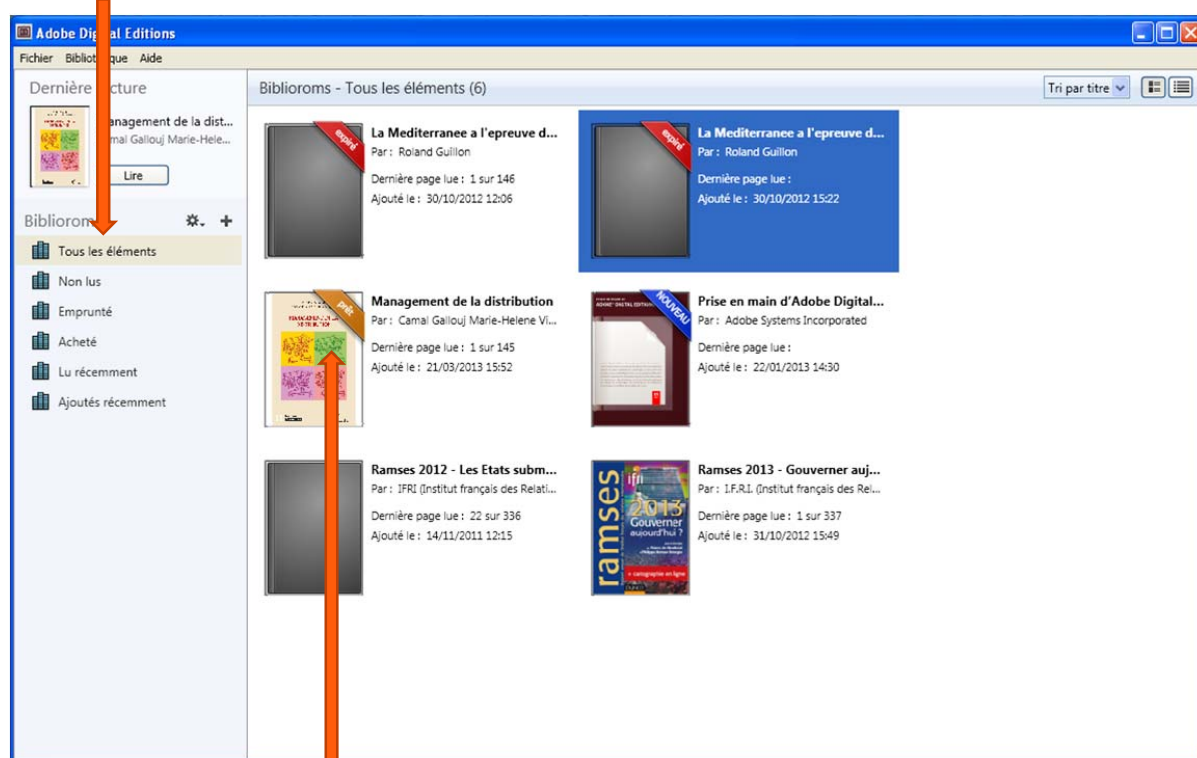 Adobe Digital Editions
Fichier Bibliothèque Aide
Dernière lecture
Management de la dist...
Camal Gallouj Marie-Hele...
Lire
Biblioroms
Tous les éléments
Non lus
Emprunté
Acheté
Lu récemment
Ajoutés récemment
Biblioroms - Tous les éléments (6)
Tri par titre
expiré
La Mediterranee a l'epreuve d...
Par : Roland Guillon
Dernière page lue : 1 sur 146
Ajouté le : 30/10/2012 12:06
expiré
La Mediterranee a l'epreuve d...
Par : Roland Guillon
Dernière page lue :
Ajouté le : 30/10/2012 15:22
prêt
Management de la distribution
Par : Camal Gallouj Marie-Helene Vi...
Dernière page lue : 1 sur 145
Ajouté le : 21/03/2013 15:52
NOUVEAU
Prise en main d'Adobe Digital...
Par : Adobe Systems Incorporated
Dernière page lue :
Ajouté le : 22/01/2013 14:30
Ramses 2012 - Les Etats subm...
Par : IFRI (Institut français des Relati...
Dernière page lue : 22 sur 336
Ajouté le : 14/11/2011 12:15
ramses
ifri
2013
Gouverner
aujourd'hui ?
+ cartographie en ligne
Ramses 2013 - Gouverner auj...
Par : I.F.R.I. (Institut français des Rel...
Dernière page lue : 1 sur 337
Ajouté le : 31/10/2012 15:49